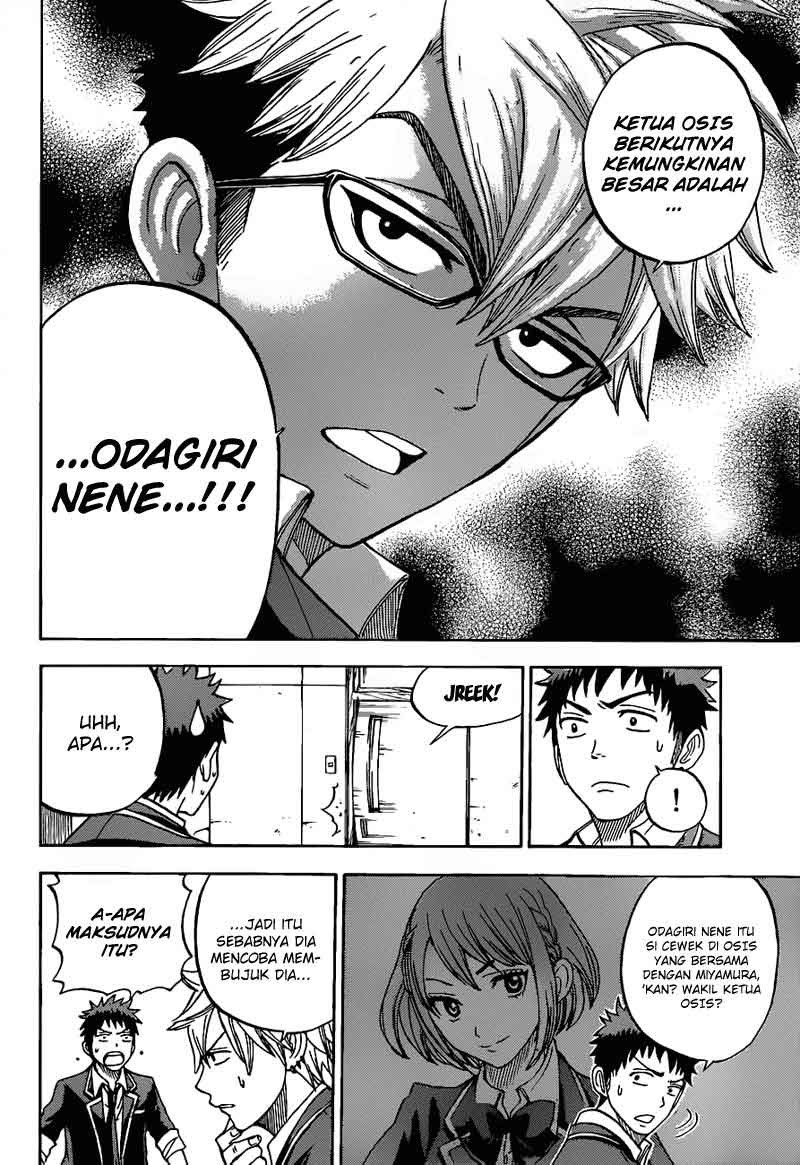 KETUA OSIS
BERIKUTNYA
KEMUNGKINAN
BESAR ADALAH
...
...ODAGIRI
NENE...!!!
!
JREEK!
UHH,
APA...?
ODAGIRI NENE ITU
SI CEWEK DI OSIS
YANG BERSAMA
DENGAN MIYAMURA,
'KAN? WAKIL KETUA
OSIS?
...JADI ITU
SEBABNYA DIA
MENCOBA MEM-
BUJUK DIA...
A-APA
MAKSUDNYA
ITU?